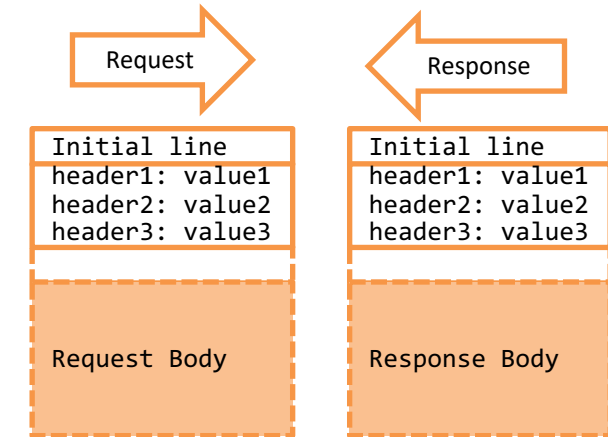 Request
Response
Initial line
header1: value1
header2: value2
header3: value3
Request Body
Initial line
header1: value1
header2: value2
header3: value3
Response Body